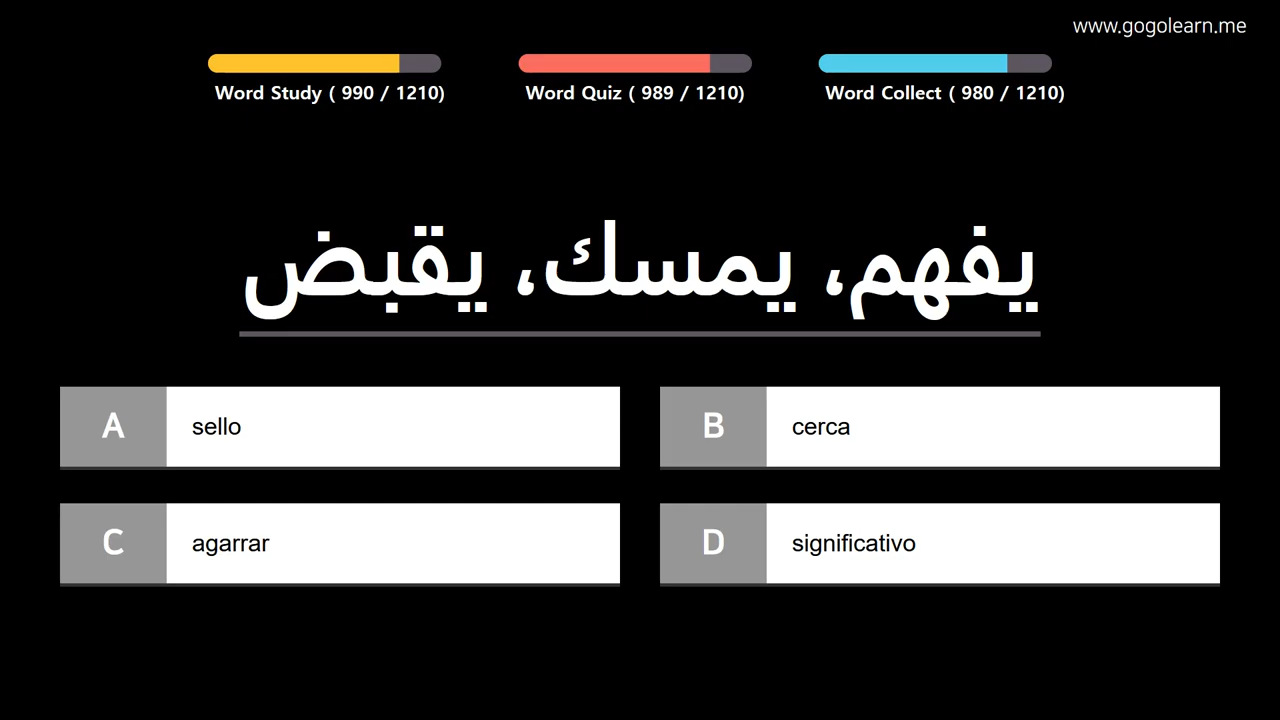 www.gogolearn.me
Word Study ( 990 / 1210)
Word Quiz ( 989 / 1210)
Word Collect ( 980 / 1210)
يفهم، يمسك، يقبض
A
sello
B
cerca
C
agarrar
D
significativo